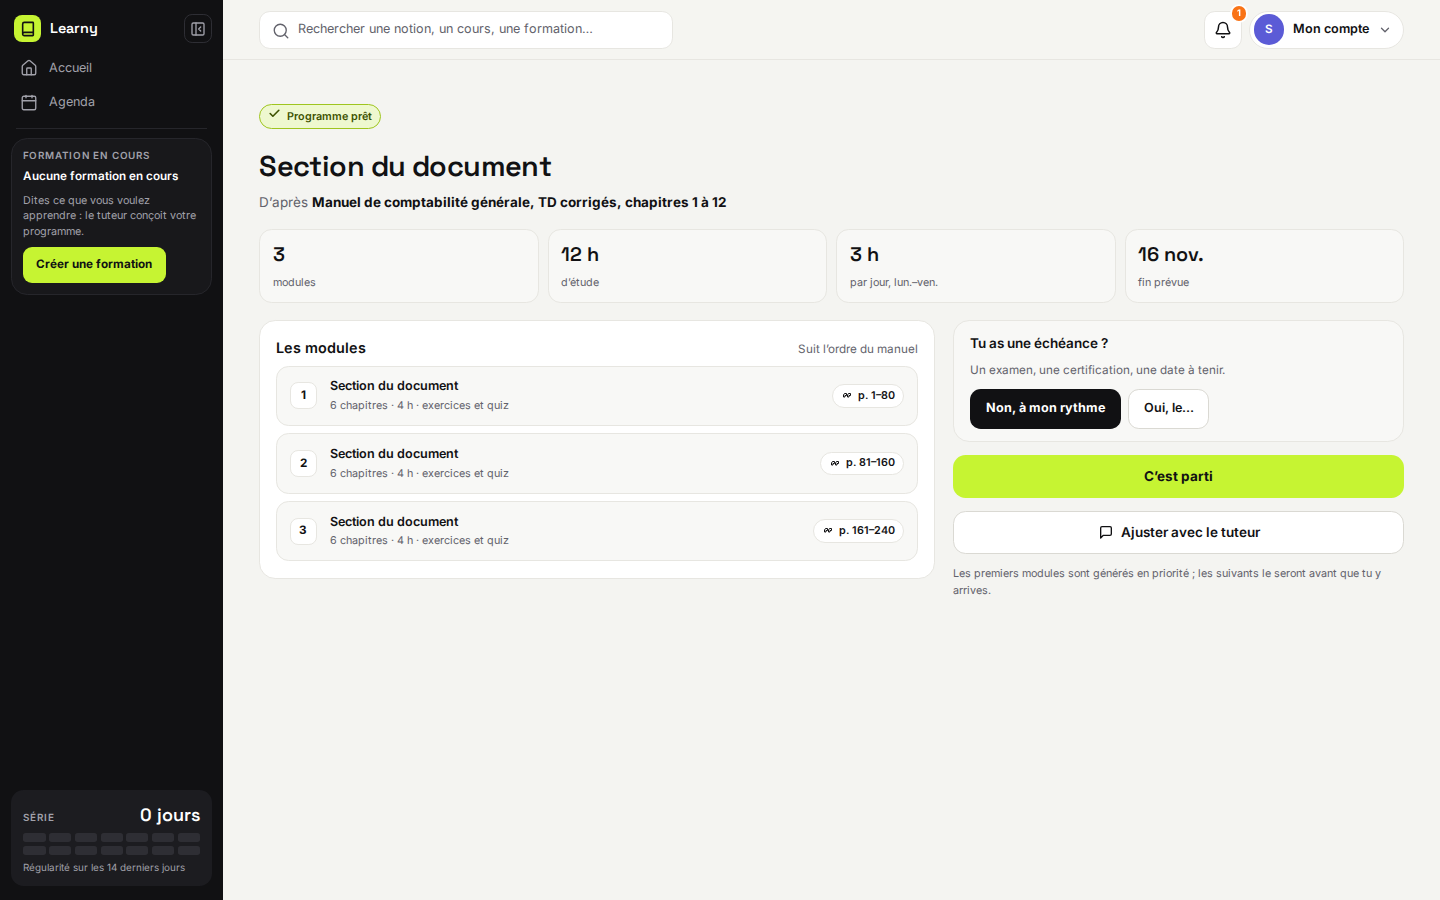 Learny
Accueil
Agenda
FORMATION EN COURS
Aucune formation en cours
Dites ce que vous voulez
apprendre : le tuteur conçoit votre
programme.
Créer une formation
SÉRIE
0 jours
Régularité sur les 14 derniers jours
Rechercher une notion, un cours, une formation...
1
S
Mon compte
Programme prêt
Section du document
D'après Manuel de comptabilité générale, TD corrigés, chapitres 1 à 12
3
modules
12 h
d'étude
3 h
par jour, lun.–ven.
16 nov.
fin prévue
Les modules
Suit l'ordre du manuel
1
Section du document
6 chapitres · 4 h · exercices et quiz
p. 1–80
2
Section du document
6 chapitres · 4 h · exercices et quiz
p. 81–160
3
Section du document
6 chapitres · 4 h · exercices et quiz
p. 161–240
Tu as une échéance ?
Un examen, une certification, une date à tenir.
Non, à mon rythme
Oui, le...
C'est parti
Ajuster avec le tuteur
Les premiers modules sont générés en priorité ; les suivants le seront avant que tu y
arrives.